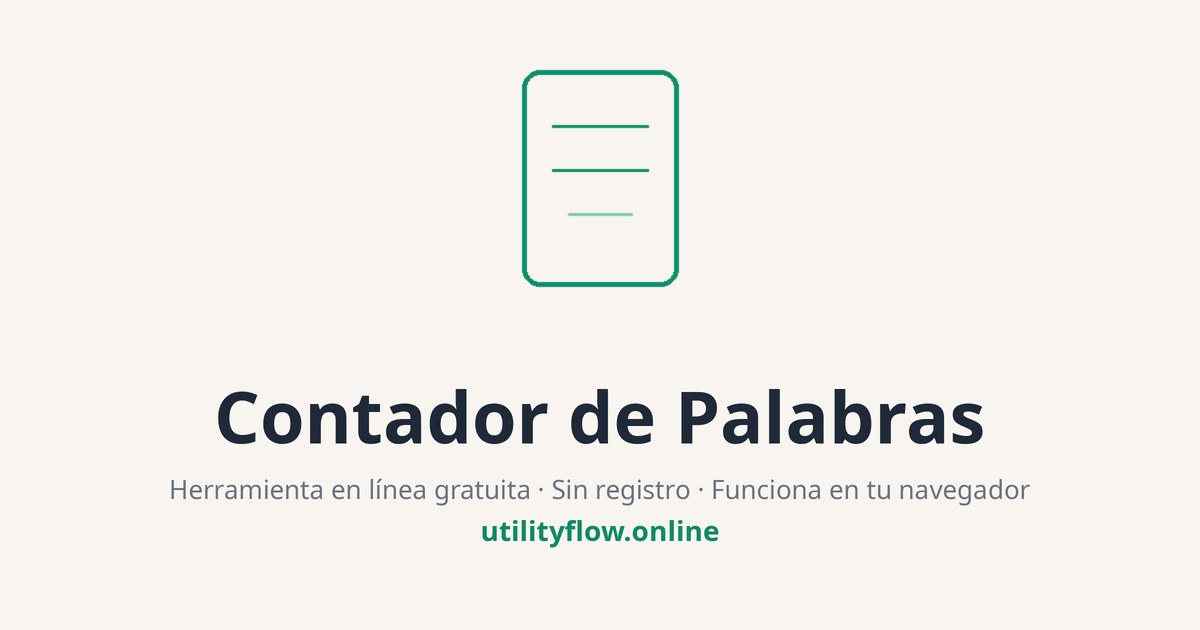 Contador de Palabras
Herramienta en línea gratuita · Sin registro · Funciona en tu navegador
utilityflow.online